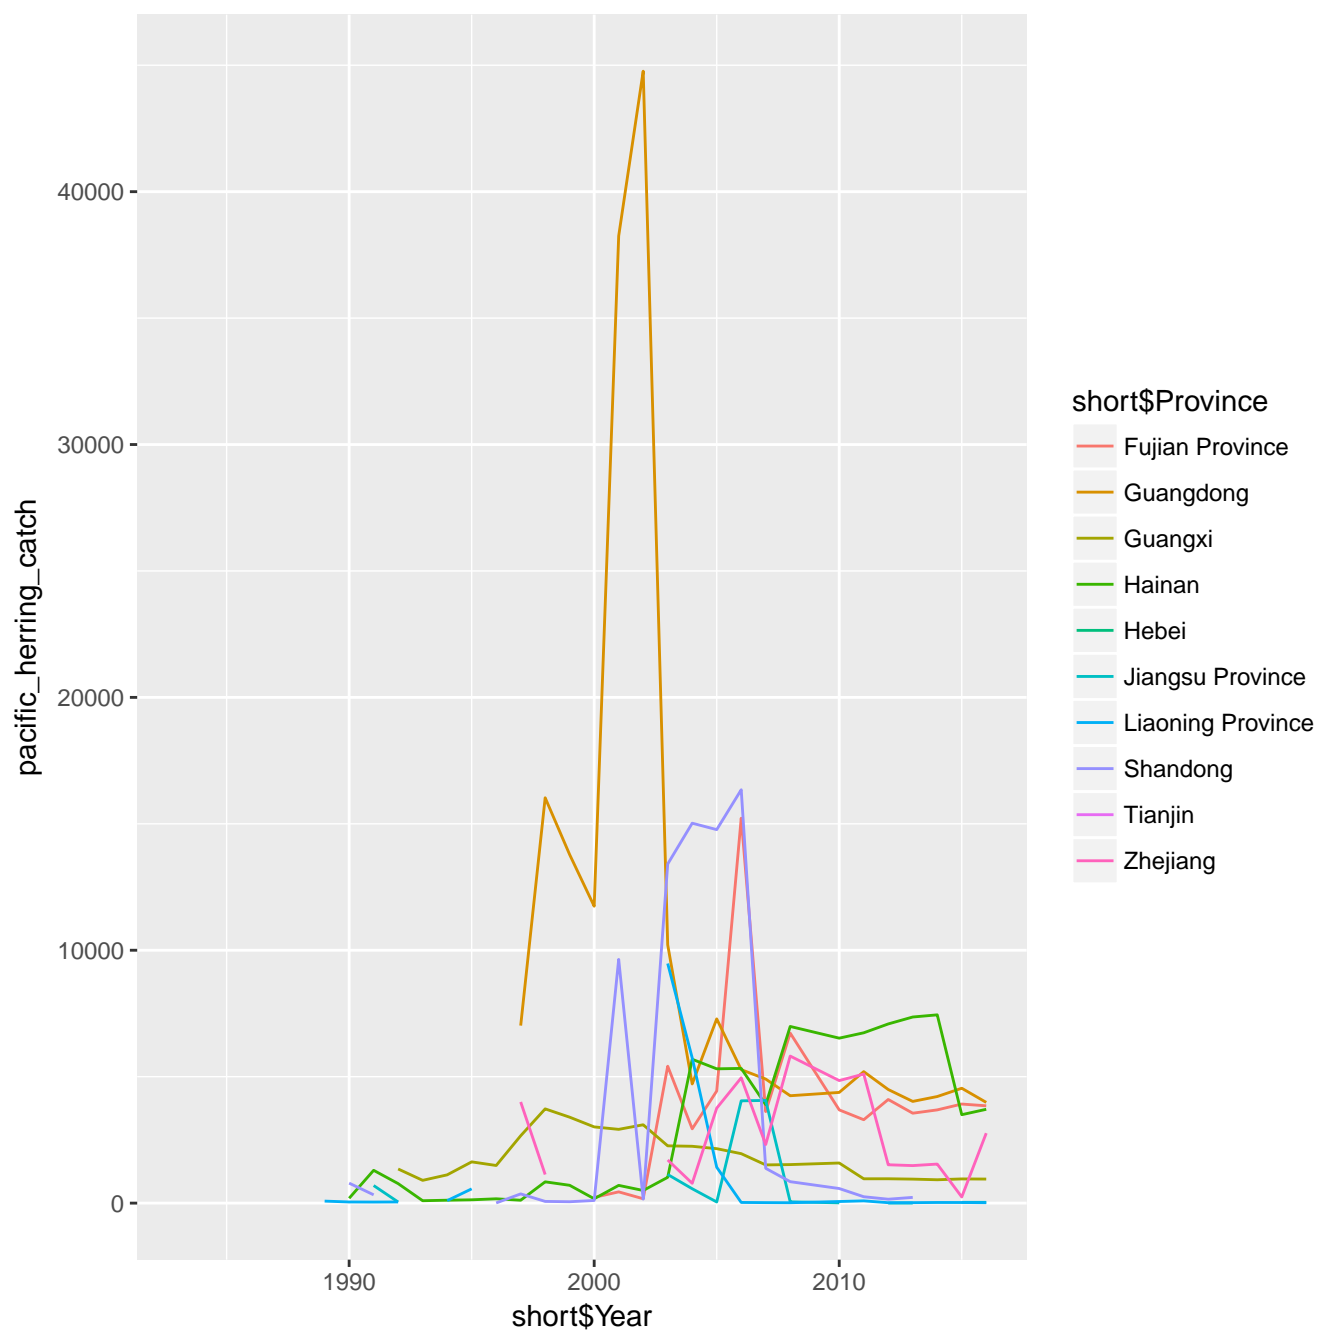 40000
30000
20000
10000
0
pacific_herring_catch
1990
2000
2010
short$Year
short$Province
Fujian Province
Guangdong
Guangxi
Hainan
Hebei
Jiangsu Province
Liaoning Province
Shandong
Tianjin
Zhejiang